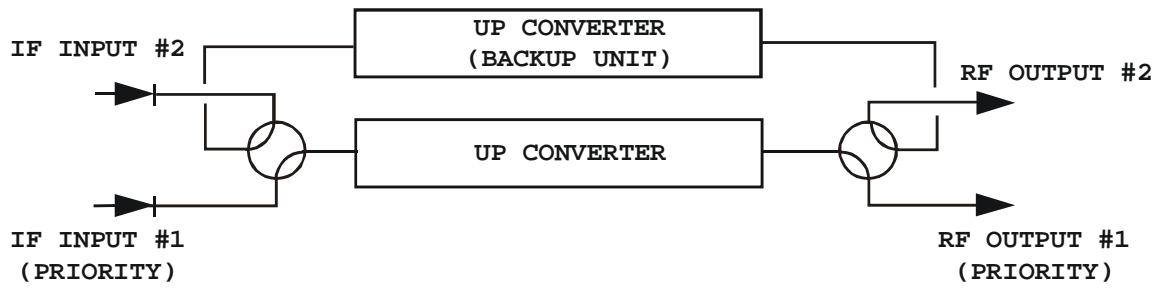 UP CONVERTER
(BACKUP UNIT)
IF INPUT #2
RF OUTPUT #2
UP CONVERTER
IF INPUT #1
(PRIORITY)
RF OUTPUT #1
(PRIORITY)